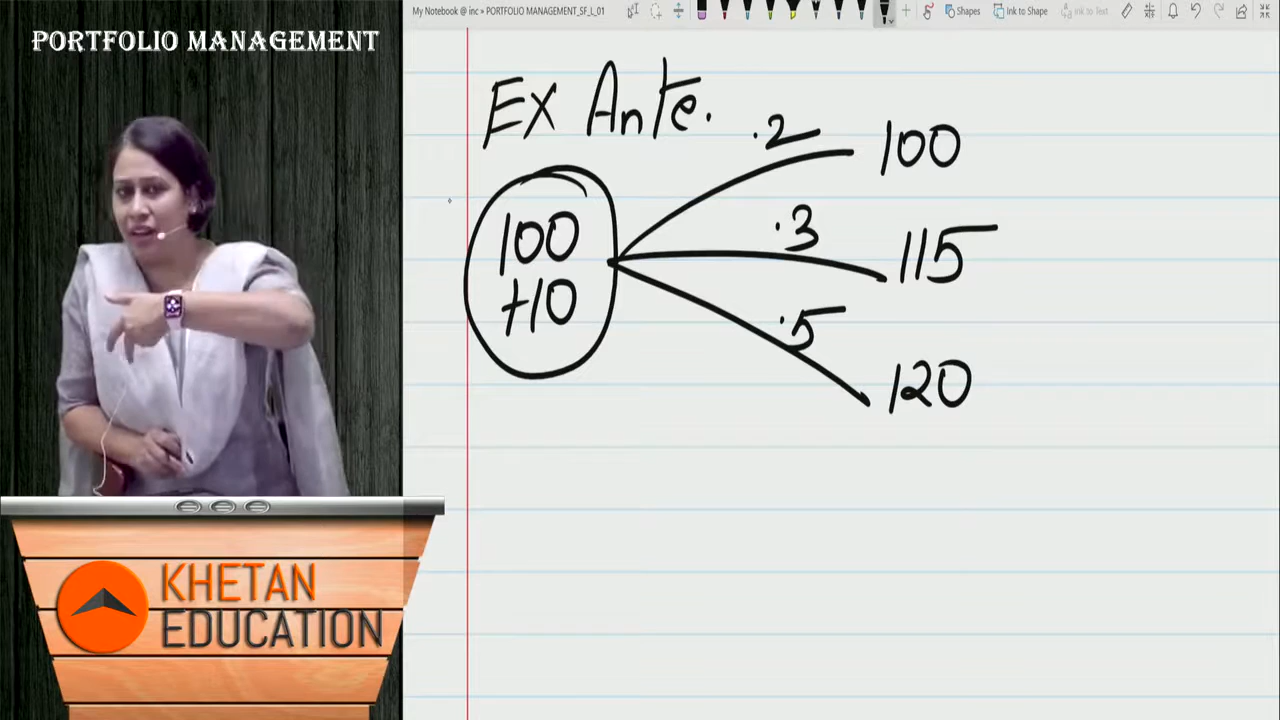 My Notebook @ inc » PORTFOLIO MANAGEMENT_SF_L_01
Shapes
Ink to Shape
Ink to Text
PORTFOLIO MANAGEMENT
EX Ante.
.2
100
.3
115
100
+10
.5
120
KHETAN
EDUCATION